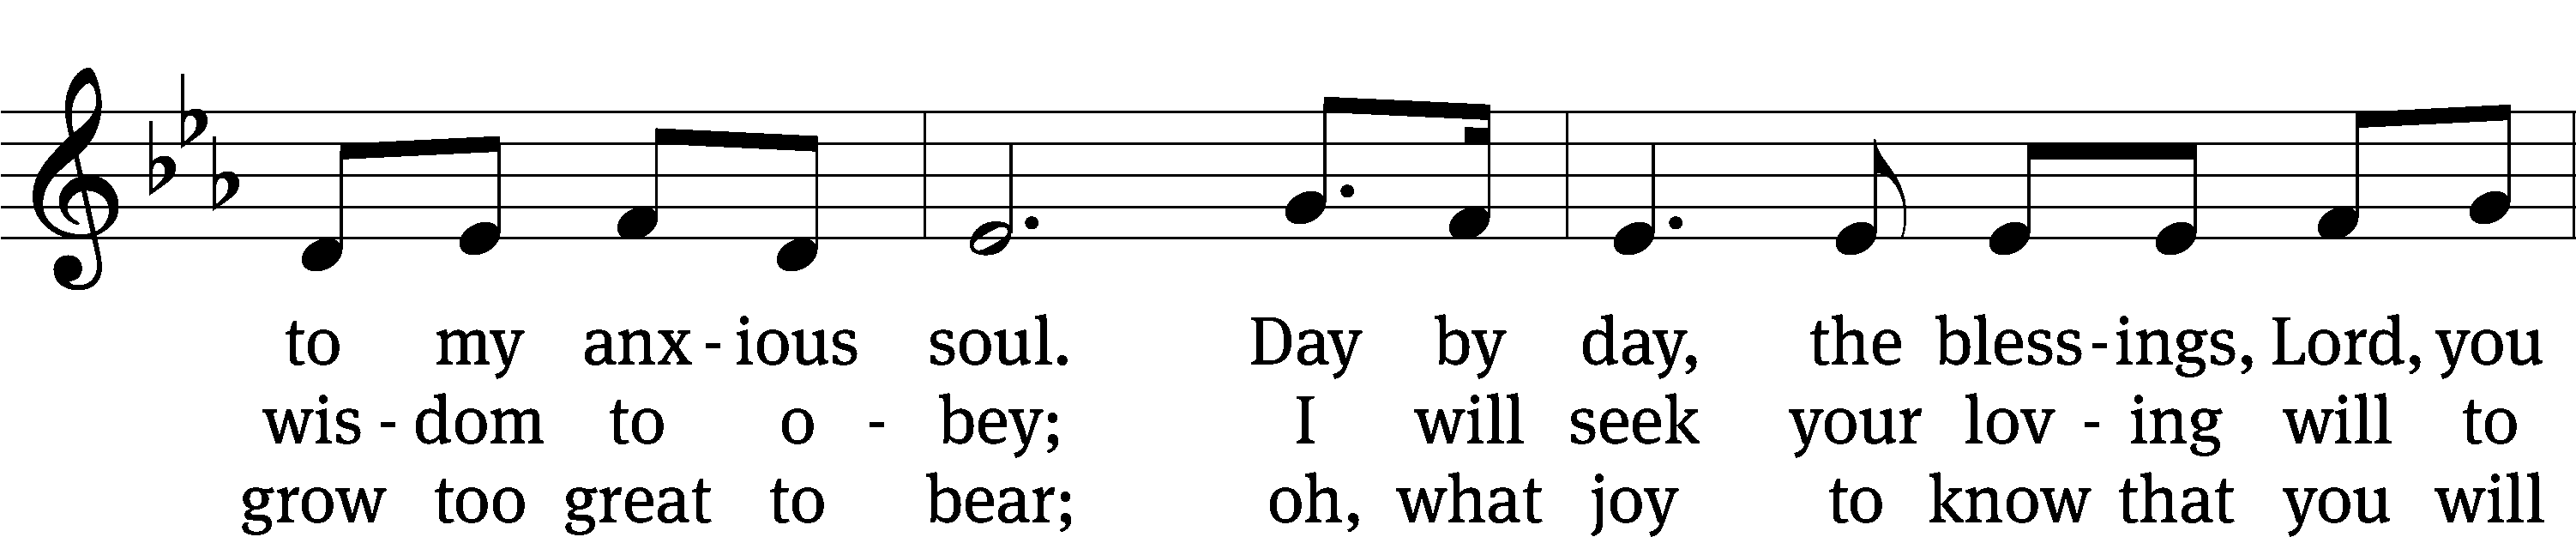 to my anx - ious soul. Day by day, the bless - ings, Lord, you
wis - dom to o - bey; I will seek your lov - ing will to
grow too great to bear; oh, what joy to know that you will